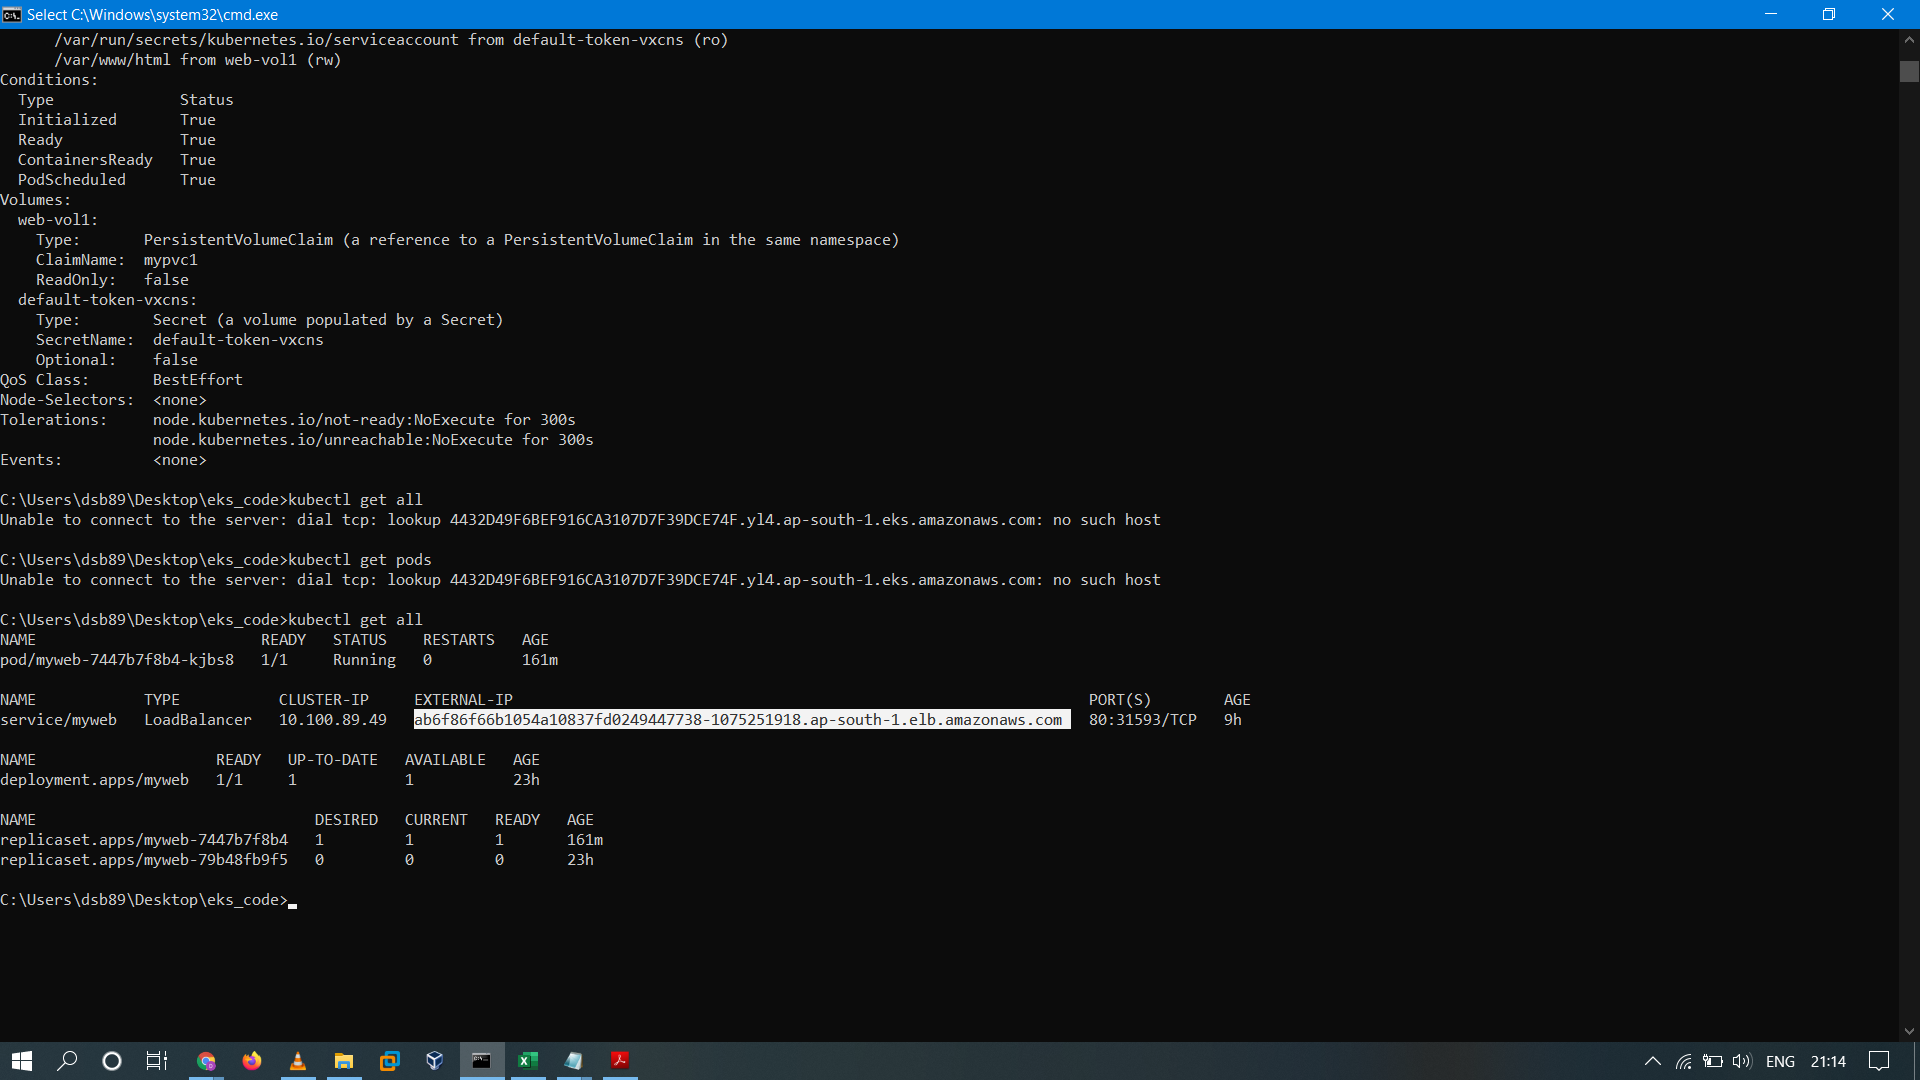 Select C:\Windows\system32\cmd.exe
/var/run/secrets/kubernetes.io/serviceaccount from default-token-vxcns (ro)
/var/www/html from web-vol1 (rw)
Conditions:
Type Status
Initialized True
Ready True
ContainersReady True
PodScheduled True
Volumes:
web-vol1:
Type: PersistentVolumeClaim (a reference to a PersistentVolumeClaim in the same namespace)
ClaimName: mypvc1
ReadOnly: false
default-token-vxcns:
Type: Secret (a volume populated by a Secret)
SecretName: default-token-vxcns
Optional: false
QoS Class: BestEffort
Node-Selectors: <none>
Tolerations: node.kubernetes.io/not-ready:NoExecute for 300s
node.kubernetes.io/unreachable:NoExecute for 300s
Events: <none>
C:\Users\dsb89\Desktop\eks_code>kubectl get all
Unable to connect to the server: dial tcp: lookup 4432D49F6BEF916CA3107D7F39DCE74F.yl4.ap-south-1.eks.amazonaws.com: no such host
C:\Users\dsb89\Desktop\eks_code>kubectl get pods
Unable to connect to the server: dial tcp: lookup 4432D49F6BEF916CA3107D7F39DCE74F.yl4.ap-south-1.eks.amazonaws.com: no such host
C:\Users\dsb89\Desktop\eks_code>kubectl get all
NAME READY STATUS RESTARTS AGE
pod/myweb-7447b7f8b4-kjbs8 1/1 Running 0 161m
NAME TYPE CLUSTER-IP EXTERNAL-IP PORT(S) AGE
service/myweb LoadBalancer 10.100.89.49 ab6f86f66b1054a10837fd0249447738-1075251918.ap-south-1.elb.amazonaws.com 80:31593/TCP 9h
NAME READY UP-TO-DATE AVAILABLE AGE
deployment.apps/myweb 1/1 1 1 23h
NAME DESIRED CURRENT READY AGE
replicaset.apps/myweb-7447b7f8b4 1 1 1 161m
replicaset.apps/myweb-79b48fb9f5 0 0 0 23h
C:\Users\dsb89\Desktop\eks_code>
ENG 21:14